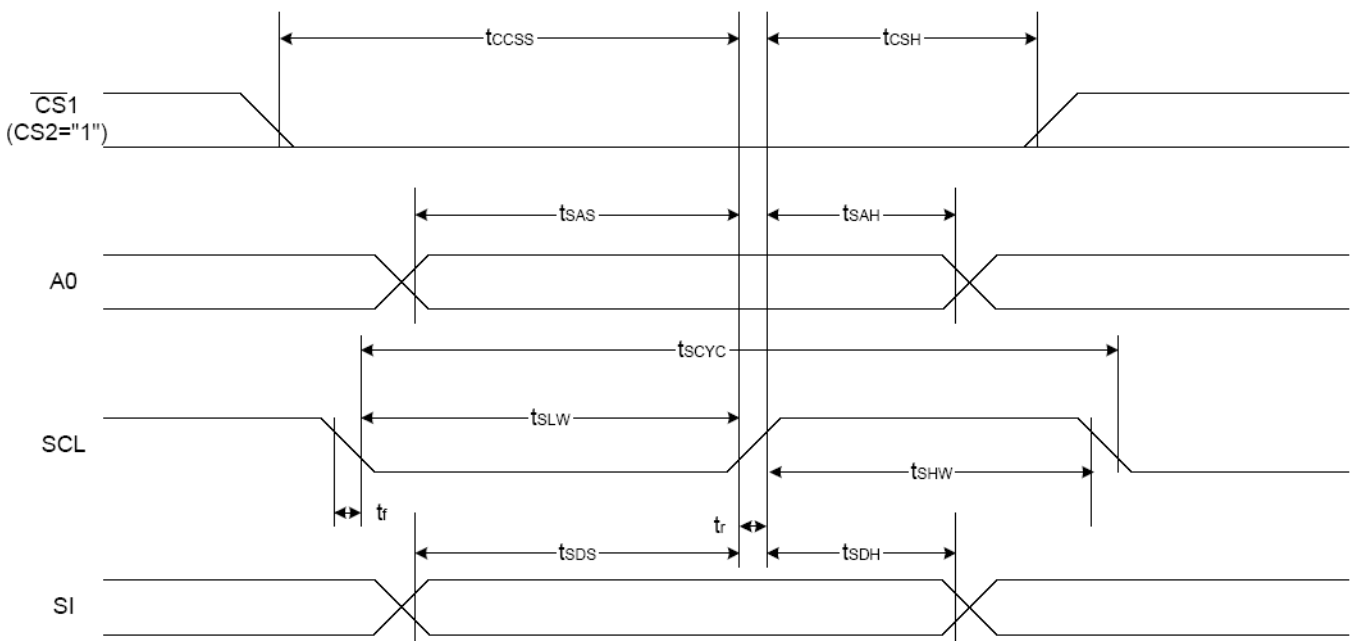 tCCSS
tCSH
CS1
(CS2="1")
tSAS
tSAH
A0
tSCYC
tSLW
SCL
tSHW
tf
tr
tSDS
tSDH
SI